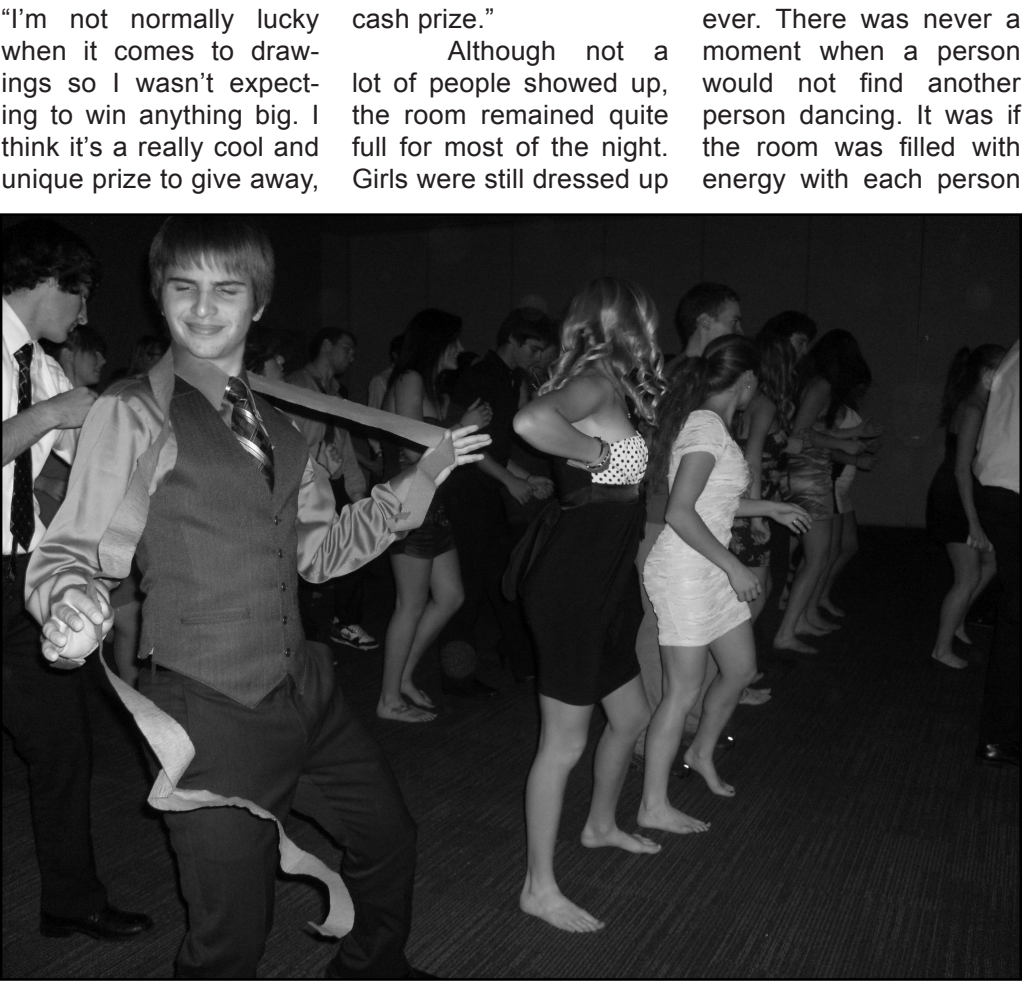 “I’m not normally lucky
when it comes to draw-
ings so I wasn’t expect-
ing to win anything big. I
think it’s a really cool and
unique prize to give away,
cash prize.”
Although not a
lot of people showed up,
the room remained quite
full for most of the night.
Girls were still dressed up
ever. There was never a
moment when a person
would not find another
person dancing. It was if
the room was filled with
energy with each person